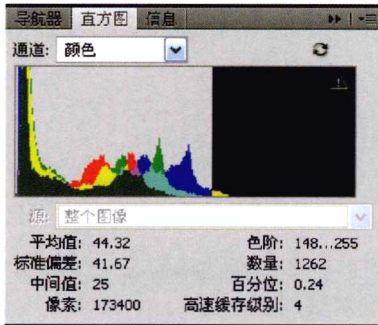 导航器 直方图 信息
通道: 颜色
源: 整个图像
平均值: 44.32 色阶: 148...255
标准偏差: 41.67 数量: 1262
中间值: 25 百分位: 0.24
像素: 173400 高速缓存级别: 4